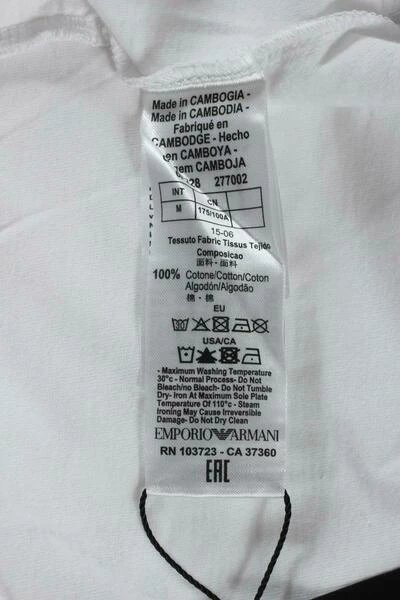 Made in CAMBOGIA -
Made in CAMBODIA -
Fabriqué en
CAMBODGE - Hecho
en CAMBOYA -
em CAMBOJA
277002
INT CN
M 175/100A
15-06
Tessuto Fabric Tissus Tejido
Composicao
面料 · 面料
100% Cotone/Cotton/Coton
Algodón/Algodão
棉 · 棉
EU
USA/CA
- Maximum Washing Temperature
30°c - Normal Process- Do Not
Bleach/no Bleach- Do Not Tumble
Dry- Iron At Maximum Sole Plate
Temperature Of 110°c - Steam
Ironing May Cause Irreversible
Damage- Do Not Dry Clean
EMPORIO ARMANI
RN 103723 - CA 37360
EAC